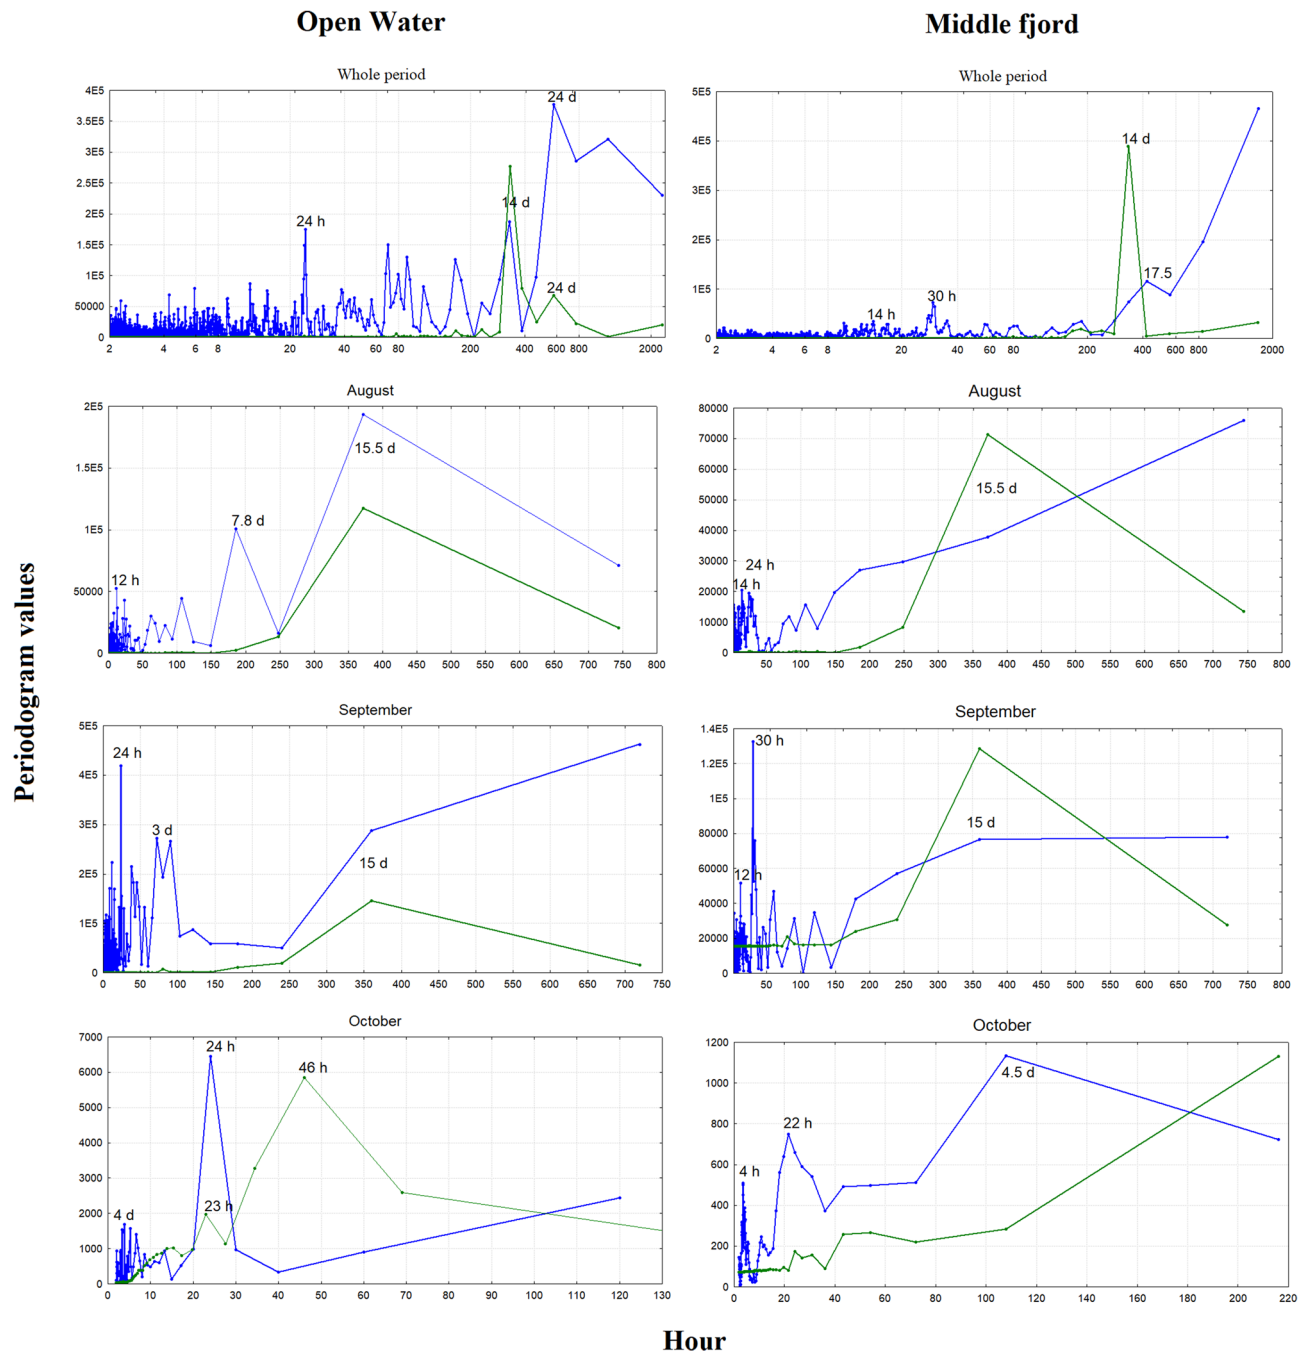 Open Water
Middle fjord
Whole period
4E5
3.5E5
3E5
2.5E5
2E5
1.5E5
1E5
50000
0
24 h
14 d
24 d
24 d
2 4 6 8 20 40 60 80 200 400 600 800 2000
Whole period
5E5
4E5
3E5
2E5
1E5
0
14 h
30 h
14 d
17.5
2 4 6 8 20 40 60 80 200 400 600 800 2000
August
2E5
1.5E5
1E5
50000
0
12 h
7.8 d
15.5 d
0 50 100 150 200 250 300 350 400 450 500 550 600 650 700 750 800
August
80000
70000
60000
50000
40000
30000
20000
10000
0
24 h
14 h
15.5 d
50 100 150 200 250 300 350 400 450 500 550 600 650 700 750 800
September
5E5
4E5
3E5
2E5
1E5
0
24 h
3 d
15 d
0 50 100 150 200 250 300 350 400 450 500 550 600 650 700 750
September
1.4E5
1.2E5
1E5
80000
60000
40000
20000
0
30 h
12 h
15 d
50 100 150 200 250 300 350 400 450 500 550 600 650 700 750 800
October
7000
6000
5000
4000
3000
2000
1000
0
24 h
46 h
23 h
4 d
0 10 20 30 40 50 60 70 80 90 100 110 120 130
October
1200
1000
800
600
400
200
0
4 h
22 h
4.5 d
0 20 40 60 80 100 120 140 160 180 200 220
Periodogram values
Hour